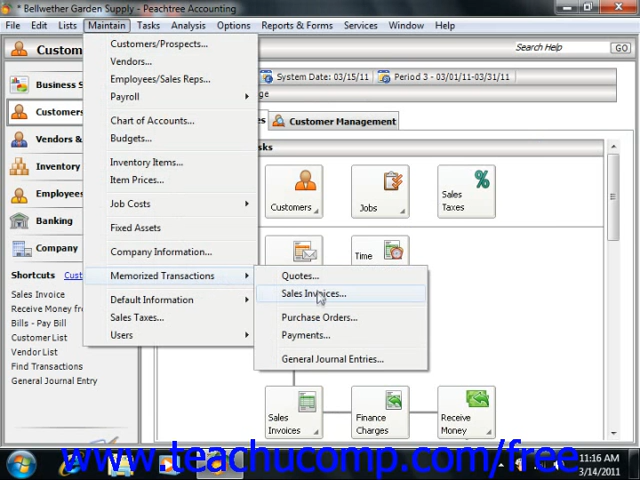 * Bellwether Garden Supply - Peachtree Accounting
File Edit Lists Maintain Tasks Analysis Options Reports & Forms Services Window Help
Custom
Search Help GO
System Date: 03/15/11 Period 3 - 03/01/11-03/31/11
Business S
Customers
Vendors &
Inventory
Employees
Banking
Company
Shortcuts Cust
Sales Invoice
Receive Money from
Bills - Pay Bill
Customer List
Vendor List
Find Transactions
General Journal Entry
Customers/Prospects...
Vendors...
Employees/Sales Reps...
Payroll
Chart of Accounts...
Budgets...
Inventory Items...
Item Prices...
Job Costs
Fixed Assets
Company Information...
Memorized Transactions
Default Information
Sales Taxes...
Users
Quotes...
Sales Invoices...
Purchase Orders...
Payments...
General Journal Entries...
ge
es Customer Management
sks
Customers
Jobs
Sales
Taxes
Time
Sales
Invoices
Finance
Charges
Receive
Money
www.teachucomp.com/free
11:16 AM
3/14/2011